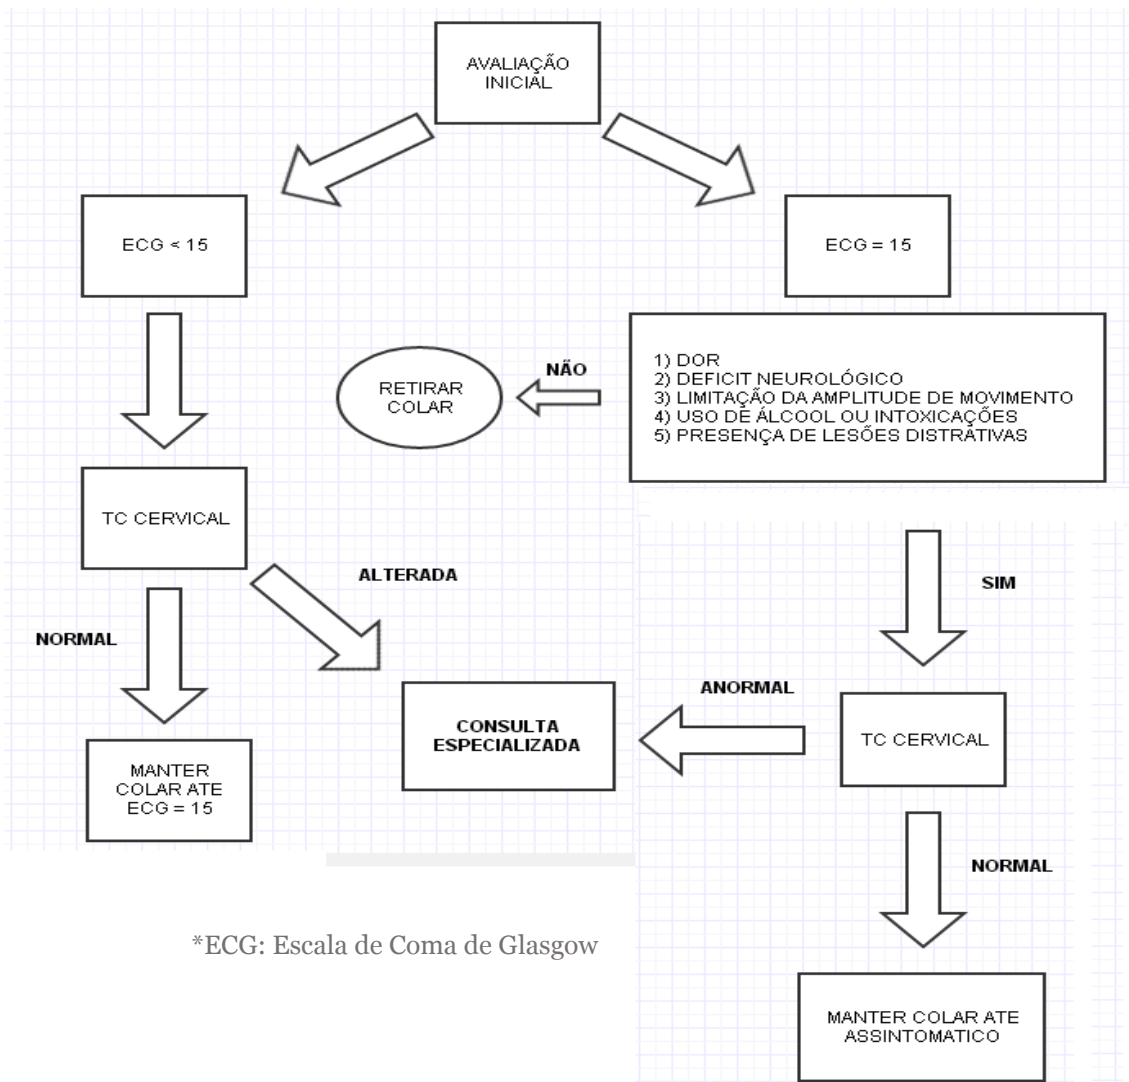 AVALIAÇÃO
INICIAL
ECG < 15
ECG = 15
1) DOR
2) DEFICIT NEUROLÓGICO
3) LIMITAÇÃO DA AMPLITUDE DE MOVIMENTO
4) USO DE ÁLCOOL OU INTOXICAÇÕES
5) PRESENÇA DE LESÕES DISTRATIVAS
NÃO
RETIRAR
COLAR
TC CERVICAL
ALTERADA
NORMAL
SIM
ANORMAL
CONSULTA
ESPECIALIZADA
TC CERVICAL
MANTER
COLAR ATE
ECG = 15
NORMAL
*ECG: Escala de Coma de Glasgow
MANTER COLAR ATE
ASSINTOMATICO